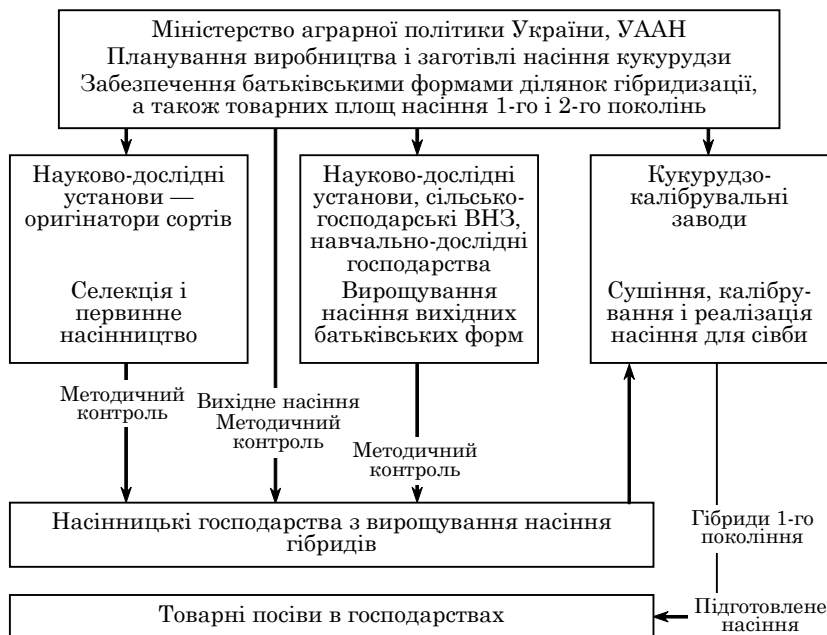 Міністерство аграрної політики України, УААН
Планування виробництва і заготівлі насіння кукурудзи
Забезпечення батьківськими формами ділянок гібридизації,
а також товарних площ насіння 1-го і 2-го поколінь
Науково-дослідні
установи —
оригінатори сортів
Селекція і
первинне
насінництво
Науково-дослідні
установи, сільсько-
господарські ВНЗ,
навчально-дослідні
господарства
Вирощування
насіння вихідних
батьківських форм
Кукурудзо-
калібрувальні
заводи
Сушіння, калібру-
вання і реалізація
насіння для сівби
Методичний
контроль
Вихідне насіння
Методичний
контроль
Методичний
контроль
Насінницькі господарства з вирощування насіння
гібридів
Гібриди 1-го
покоління
Товарні посіви в господарствах
Підготовлене
насіння